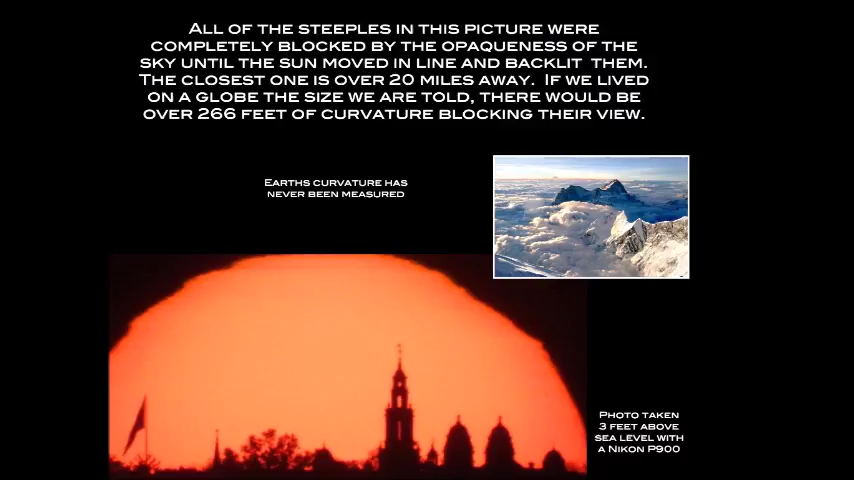 All of the steeples in this picture were
completely blocked by the opaqueness of the
sky until the sun moved in line and backlit them.
The closest one is over 20 miles away. If we lived
on a globe the size we are told, there would be
over 266 feet of curvature blocking their view.
Earths curvature has
never been measured
Photo taken
3 feet above
sea level with
a Nikon P900